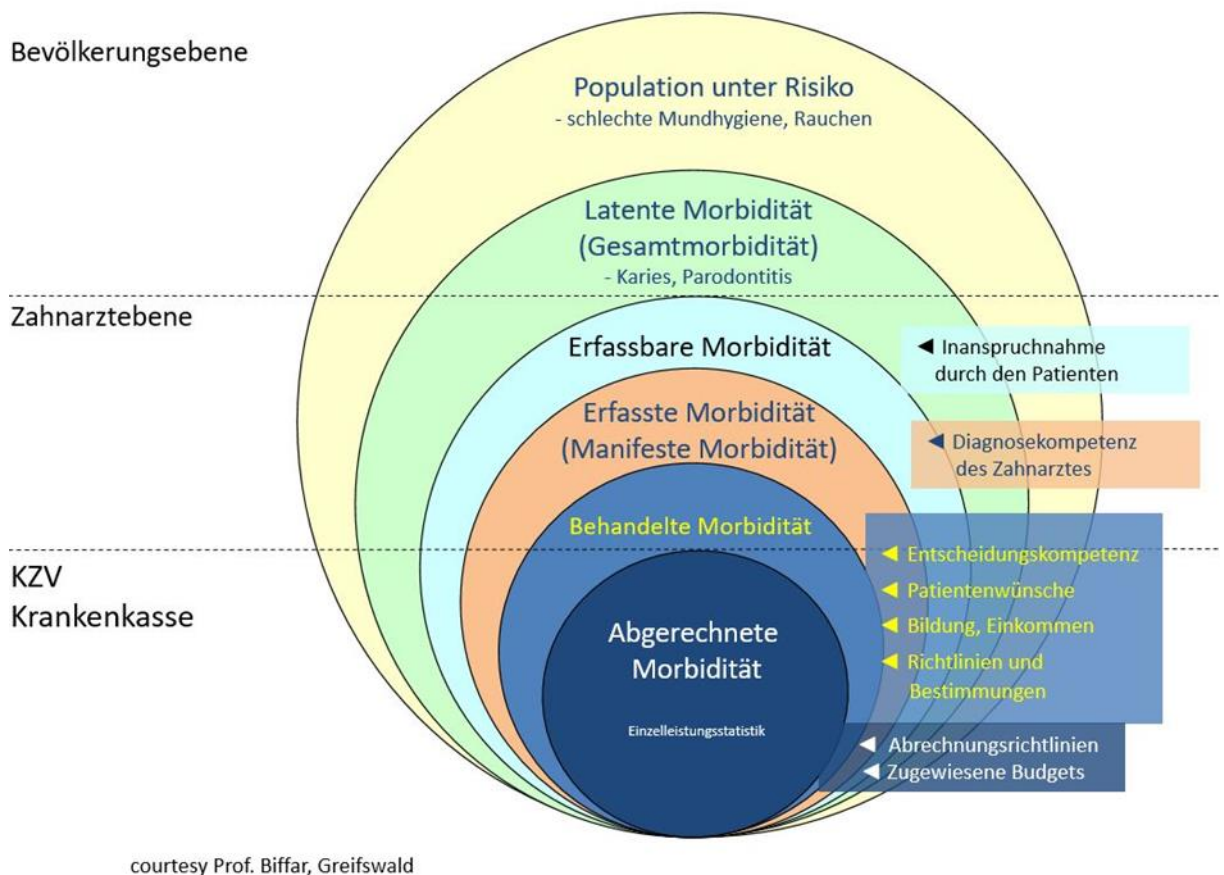 Bevölkerungsebene
Population unter Risiko
- schlechte Mundhygiene, Rauchen
Latente Morbidität
(Gesamtmorbidität)
- Karies, Parodontitis
Zahnarztebene
Erfassbare Morbidität
◄ Inanspruchnahme
durch den Patienten
Erfasste Morbidität
(Manifeste Morbidität)
◄ Diagnosekompetenz
des Zahnarztes
Behandelte Morbidität
◄ Entscheidungskompetenz
◄ Patientenwünsche
◄ Bildung, Einkommen
◄ Richtlinien und
Bestimmungen
KZV
Krankenkasse
Abgerechnete
Morbidität
Einzelleistungsstatistik
◄ Abrechnungsrichtlinien
◄ Zugewiesene Budgets
courtesy Prof. Biffar, Greifswald